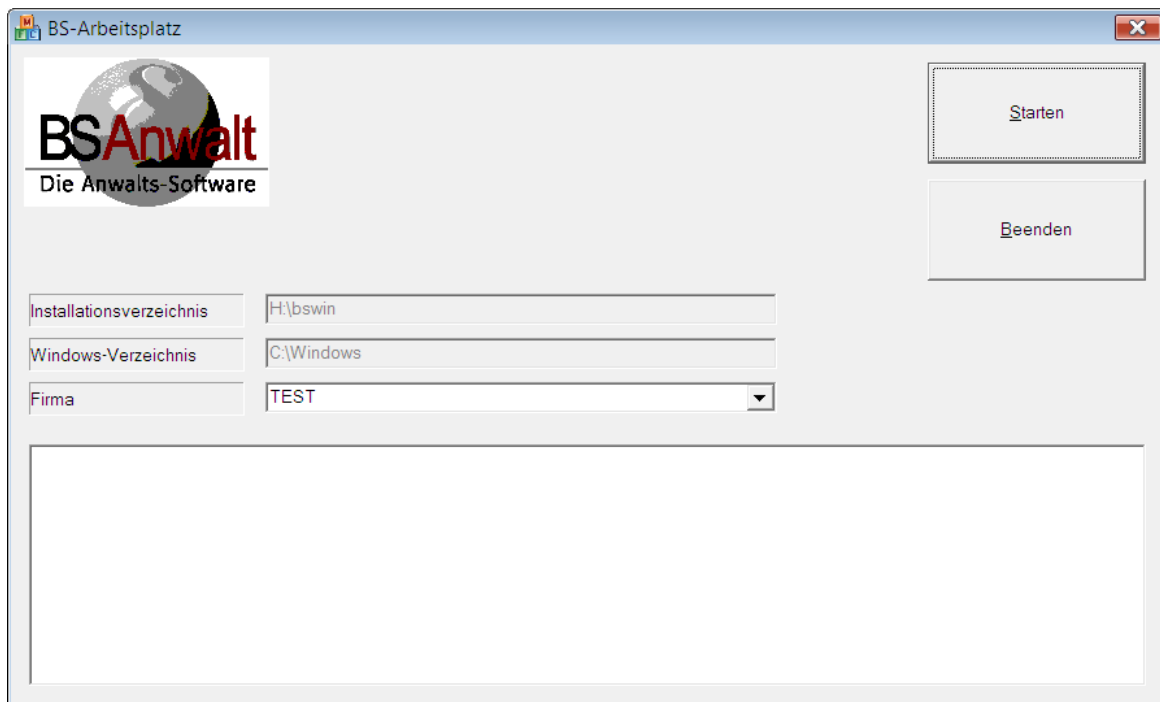 BS-Arbeitsplatz
BSAnwalt
Die Anwalts-Software
Starten
Beenden
Installationsverzeichnis H:\bswin
Windows-Verzeichnis C:\Windows
Firma TEST